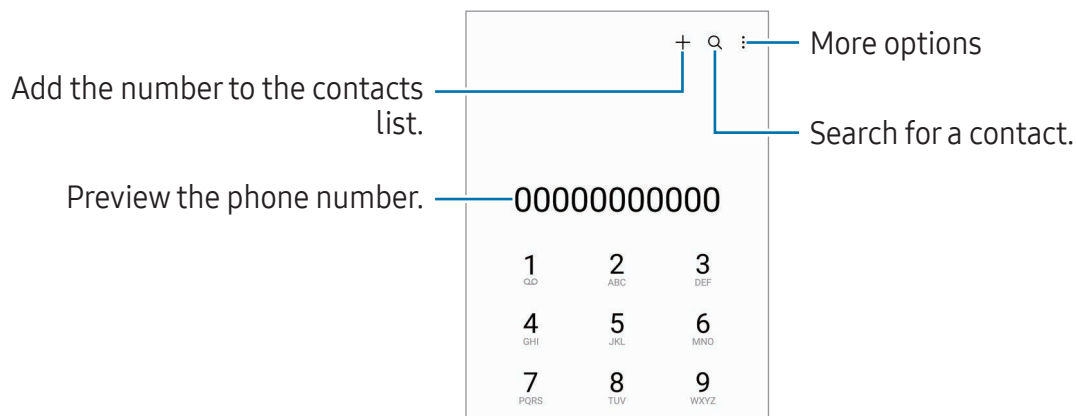 More options
Add the number to the contacts
list.
Search for a contact.
Preview the phone number.
00000000000
1
2
ABC
3
DEF
4
GHI
5
JKL
6
MNO
7
PQRS
8
TUV
9
WXYZ